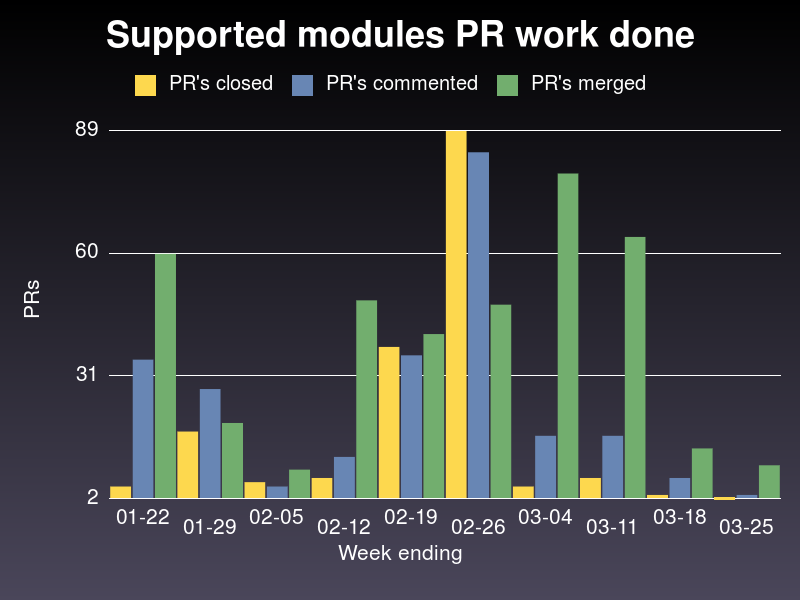 Supported modules PR work done
PR's closed PR's commented PR's merged
89
60
31
2
PRs
01-22 01-29 02-05 02-12 02-19 02-26 03-04 03-11 03-18 03-25
Week ending